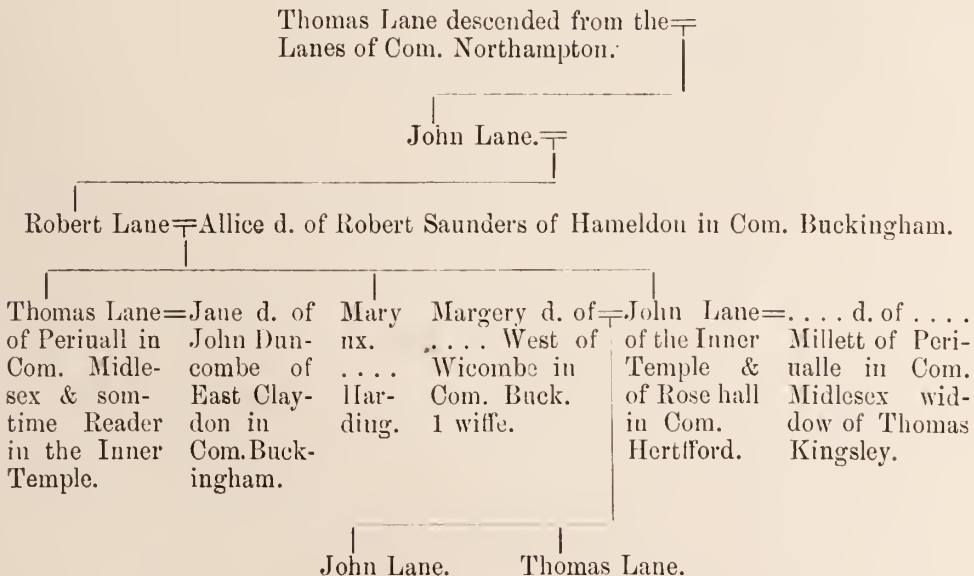 Thomas Lane descended from the
Lanes of Com. Northampton.
John Lane.
Robert Lane=Allice d. of Robert Saunders of Hameldon in Com. Buckingham.
Thomas Lane=
of Periuall in
Com. Midle-
sex & som-
time Reader
in the Inner
Temple.
Jane d. of
John Dun-
combe of
East Clay-
don in
Com. Buck-
ingham.
Mary
ux.
. . . .
Har-
ding.
Margery d. of=
. . . . West of
Wicombe in
Com. Buck.
1 wiffe.
John Lane=
of the Inner
Temple &
of Rose hall
in Com.
Hertfford.
. . . . d. of . . . .
Millett of Peri-
ualle in Com.
Midlesex wid-
dow of Thomas
Kingsley.
John Lane.
Thomas Lane.